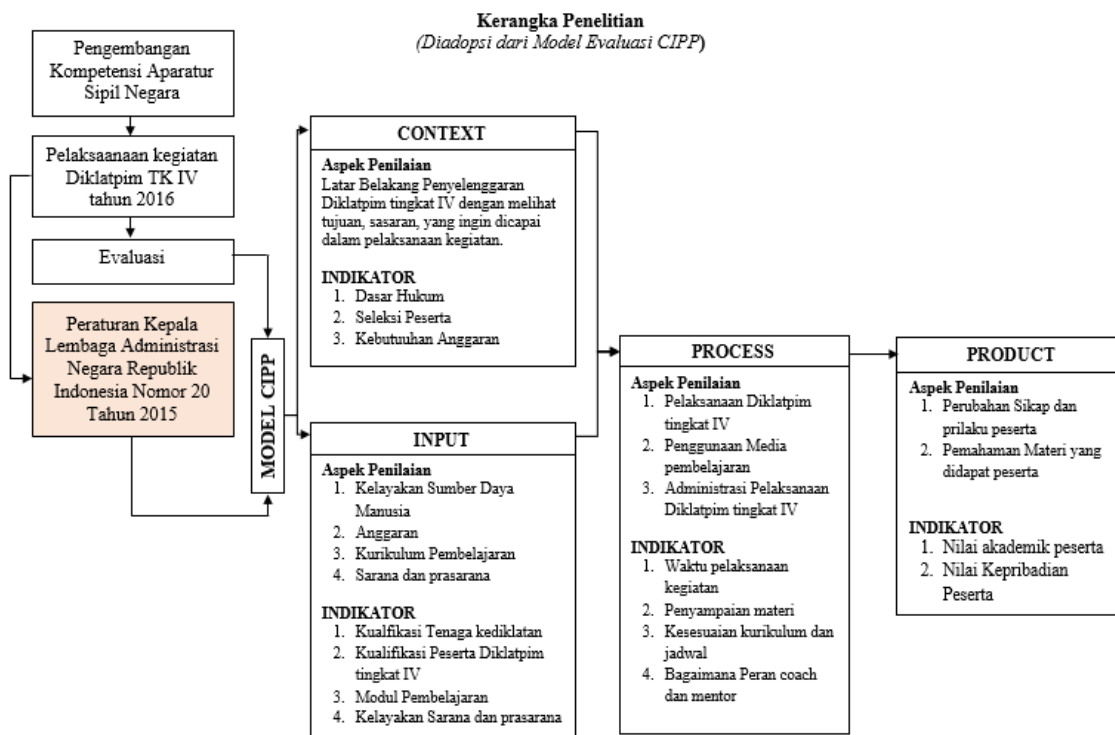 Kerangka Penelitian
(Diadopsi dari Model Evaluasi CIPP)
Pengembangan
Kompetensi Aparatur
Sipil Negara
Pelaksaanaan kegiatan
Diklatpim TK IV
tahun 2016
Evaluasi
Peraturan Kepala
Lembaga Administrasi
Negara Republik
Indonesia Nomor 20
Tahun 2015
MODEL CIPP
CONTEXT
Aspek Penilaian
Latar Belakang Penyelenggaran
Diklatpim tingkat IV dengan melihat
tujuan, sasaran, yang ingin dicapai
dalam pelaksanaan kegiatan.
INDIKATOR
1. Dasar Hukum
2. Seleksi Peserta
3. Kebutuuhan Anggaran
INPUT
Aspek Penilaian
1. Kelayakan Sumber Daya
Manusia
2. Anggaran
3. Kurikulum Pembelajaran
4. Sarana dan prasarana
INDIKATOR
1. Kualfikasi Tenaga kediklatan
2. Kualifikasi Peserta Diklatpim
tingkat IV
3. Modul Pembelajaran
4. Kelayakan Sarana dan prasarana
PROCESS
Aspek Penilaian
1. Pelaksanaan Diklatpim
tingkat IV
2. Penggunaan Media
pembelajaran
3. Administrasi Pelaksanaan
Diklatpim tingkat IV
INDIKATOR
1. Waktu pelaksanaan
kegiatan
2. Penyampaian materi
3. Kesesuaian kurikulum dan
jadwal
4. Bagaimana Peran coach
dan mentor
PRODUCT
Aspek Penilaian
1. Perubahan Sikap dan
prilaku peserta
2. Pemahaman Materi yang
didapat peserta
INDIKATOR
1. Nilai akademik peserta
2. Nilai Kepribadian
Peserta